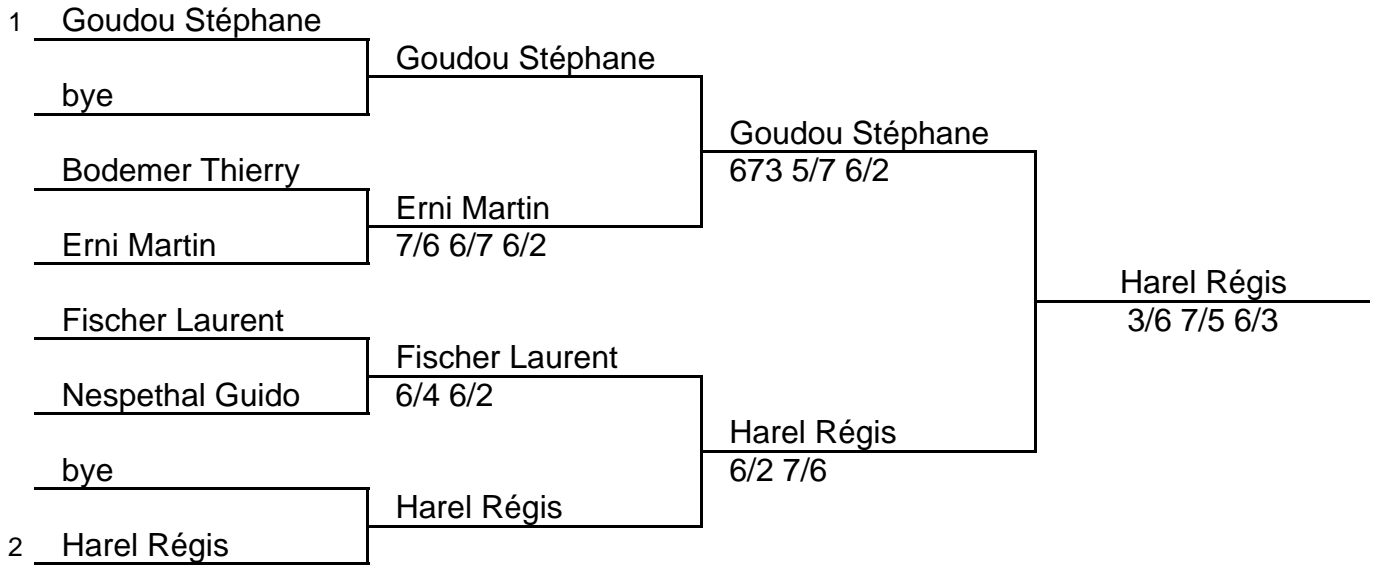 1 Goudou Stéphane
Goudou Stéphane
bye
Goudou Stéphane
673 5/7 6/2
Bodemer Thierry
Erni Martin
7/6 6/7 6/2
Erni Martin
Harel Régis
3/6 7/5 6/3
Fischer Laurent
Fischer Laurent
6/4 6/2
Nespethal Guido
Harel Régis
6/2 7/6
bye
Harel Régis
2 Harel Régis